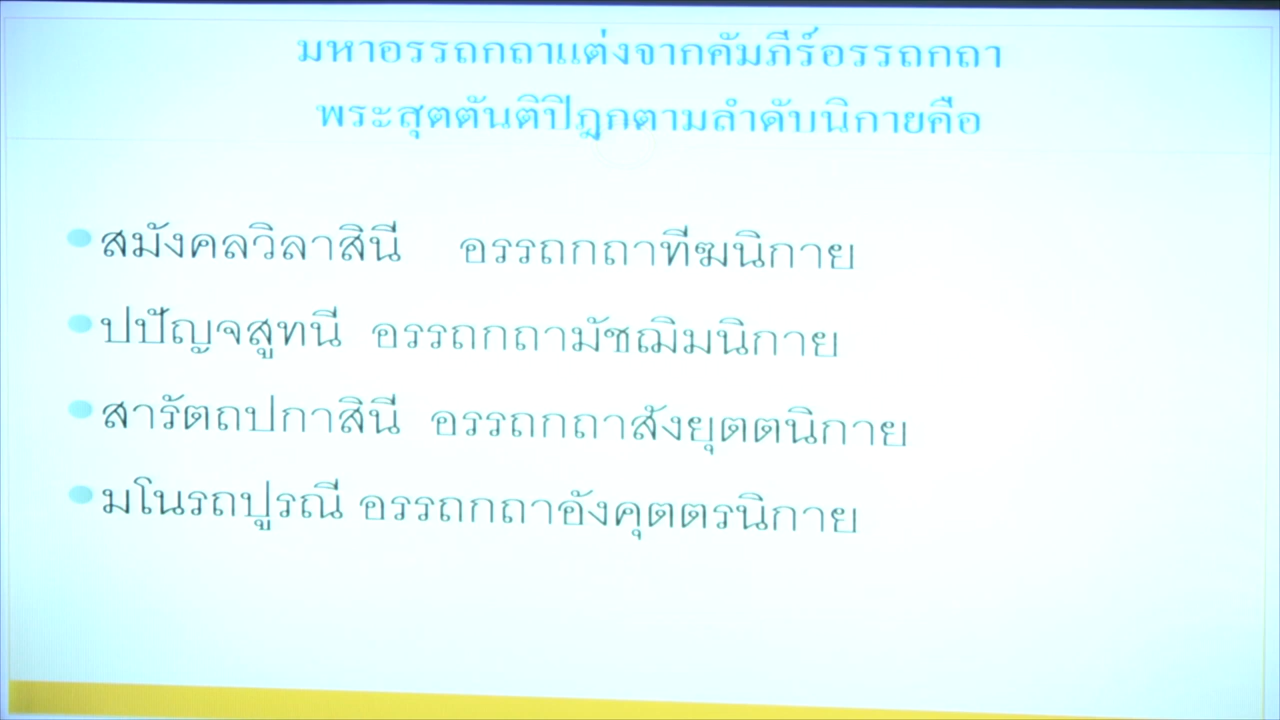 มหาอรรถกถาแต่งจากคัมภีร์อรรถกถา
พระสุตตันติปิฎกตามลำดับนิกายคือ
สมังคลวิลาสินี อรรถกถาทีฆนิกาย
ปปัญจสูทนี อรรถกถามัชฌิมนิกาย
สารัตถปกาสินี อรรถกถาสังยุตตนิกาย
มโนรถปูรณี อรรถกถาอังคุตตรนิกาย